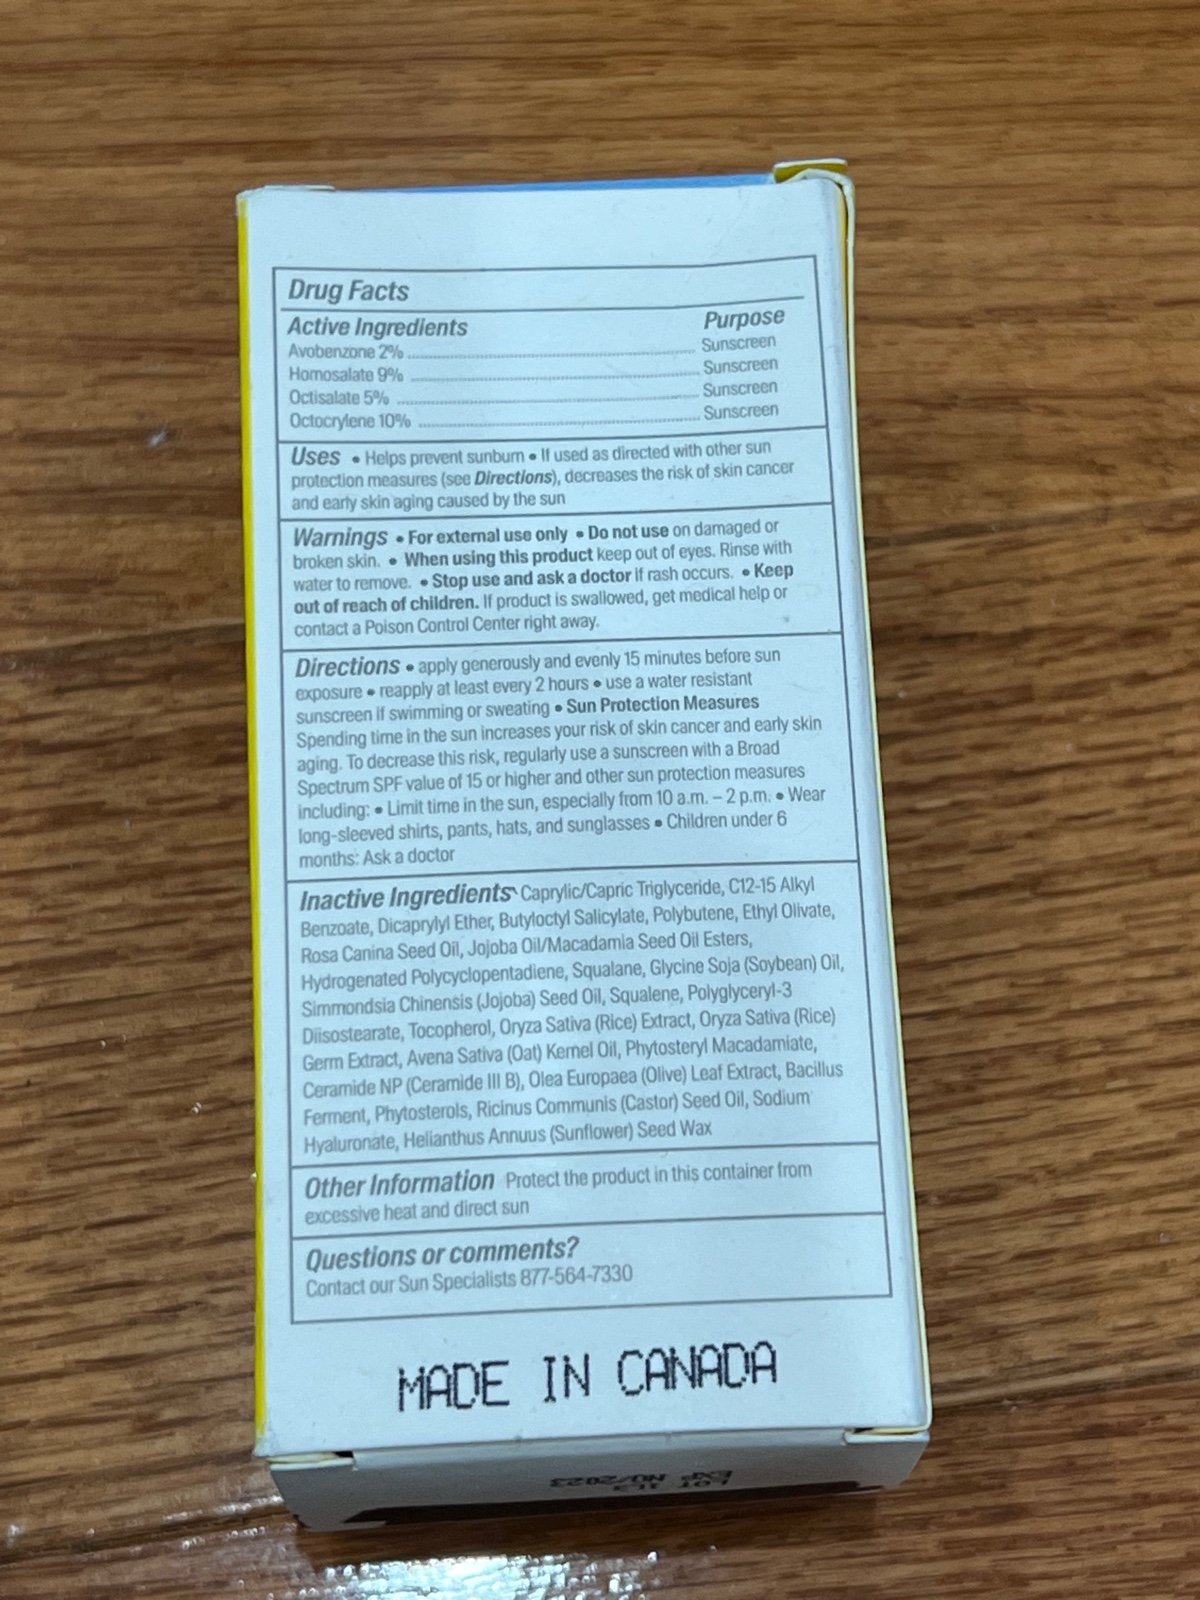 Drug Facts
Active Ingredients Purpose
Avobenzone 2% Sunscreen
Homosalate 9% Sunscreen
Octisalate 5% Sunscreen
Octocrylene 10% Sunscreen
Uses • Helps prevent sunburn • If used as directed with other sun
protection measures (see Directions), decreases the risk of skin cancer
and early skin aging caused by the sun
Warnings • For external use only • Do not use on damaged or
broken skin. • When using this product keep out of eyes. Rinse with
water to remove. • Stop use and ask a doctor if rash occurs. • Keep
out of reach of children. If product is swallowed, get medical help or
contact a Poison Control Center right away.
Directions • apply generously and evenly 15 minutes before sun
exposure • reapply at least every 2 hours • use a water resistant
sunscreen if swimming or sweating • Sun Protection Measures
Spending time in the sun increases your risk of skin cancer and early skin
aging. To decrease this risk, regularly use a sunscreen with a Broad
Spectrum SPF value of 15 or higher and other sun protection measures
including: • Limit time in the sun, especially from 10 a.m. – 2 p.m. • Wear
long-sleeved shirts, pants, hats, and sunglasses • Children under 6
months: Ask a doctor
Inactive Ingredients Caprylic/Capric Triglyceride, C12-15 Alkyl
Benzoate, Dicaprylyl Ether, Butyloctyl Salicylate, Polybutene, Ethyl Olivate,
Rosa Canina Seed Oil, Jojoba Oil/Macadamia Seed Oil Esters,
Hydrogenated Polycyclopentadiene, Squalane, Glycine Soja (Soybean) Oil,
Simmondsia Chinensis (Jojoba) Seed Oil, Squalene, Polyglyceryl-3
Diisostearate, Tocopherol, Oryza Sativa (Rice) Extract, Oryza Sativa (Rice)
Germ Extract, Avena Sativa (Oat) Kernel Oil, Phytosteryl Macadamiate,
Ceramide NP (Ceramide III B), Olea Europaea (Olive) Leaf Extract, Bacillus
Ferment, Phytosterols, Ricinus Communis (Castor) Seed Oil, Sodium
Hyaluronate, Helianthus Annuus (Sunflower) Seed Wax
Other Information Protect the product in this container from
excessive heat and direct sun
Questions or comments?
Contact our Sun Specialists 877-564-7330
MADE IN CANADA
EXP NO/2023
LOT